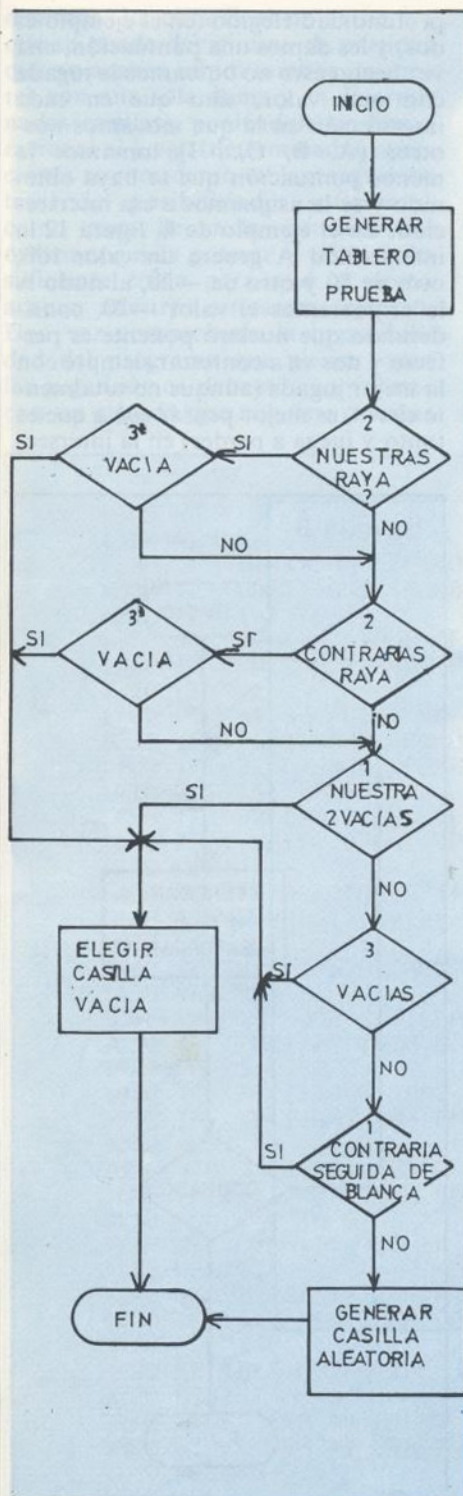 INICIO
GENERAR
TABLERO
PRUEBA
2
NUESTRAS
RAYA
?
SI
3ª
VACIA
SI
NO
NO
2
CONTRARIAS
RAYA
SI
3ª
VACIA
SI
NO
NO
1
NUESTRA
2 VACIAS
SI
NO
3
VACIAS
SI
NO
ELEGIR
CASILLA
VACIA
1
CONTRARIA
SEGUIDA DE
BLANCA
SI
NO
GENERAR
CASILLA
ALEATORIA
FIN